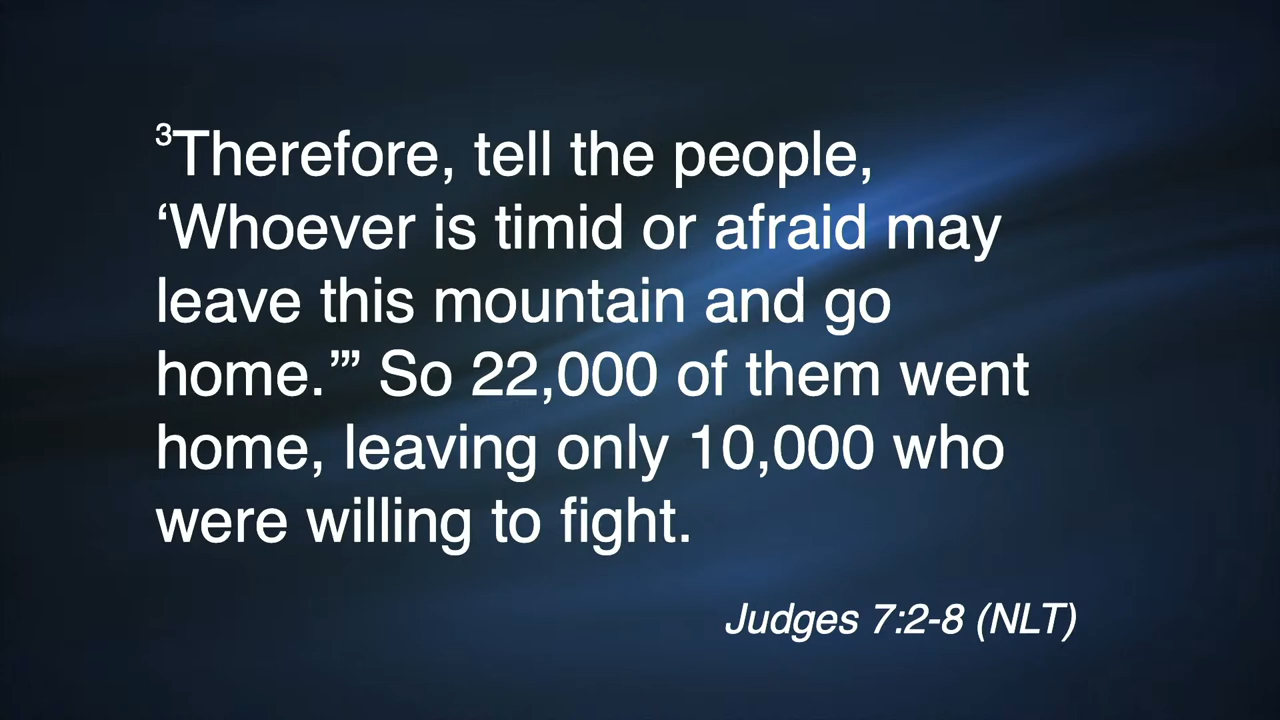 ³Therefore, tell the people,
‘Whoever is timid or afraid may
leave this mountain and go
home.’” So 22,000 of them went
home, leaving only 10,000 who
were willing to fight.
Judges 7:2-8 (NLT)